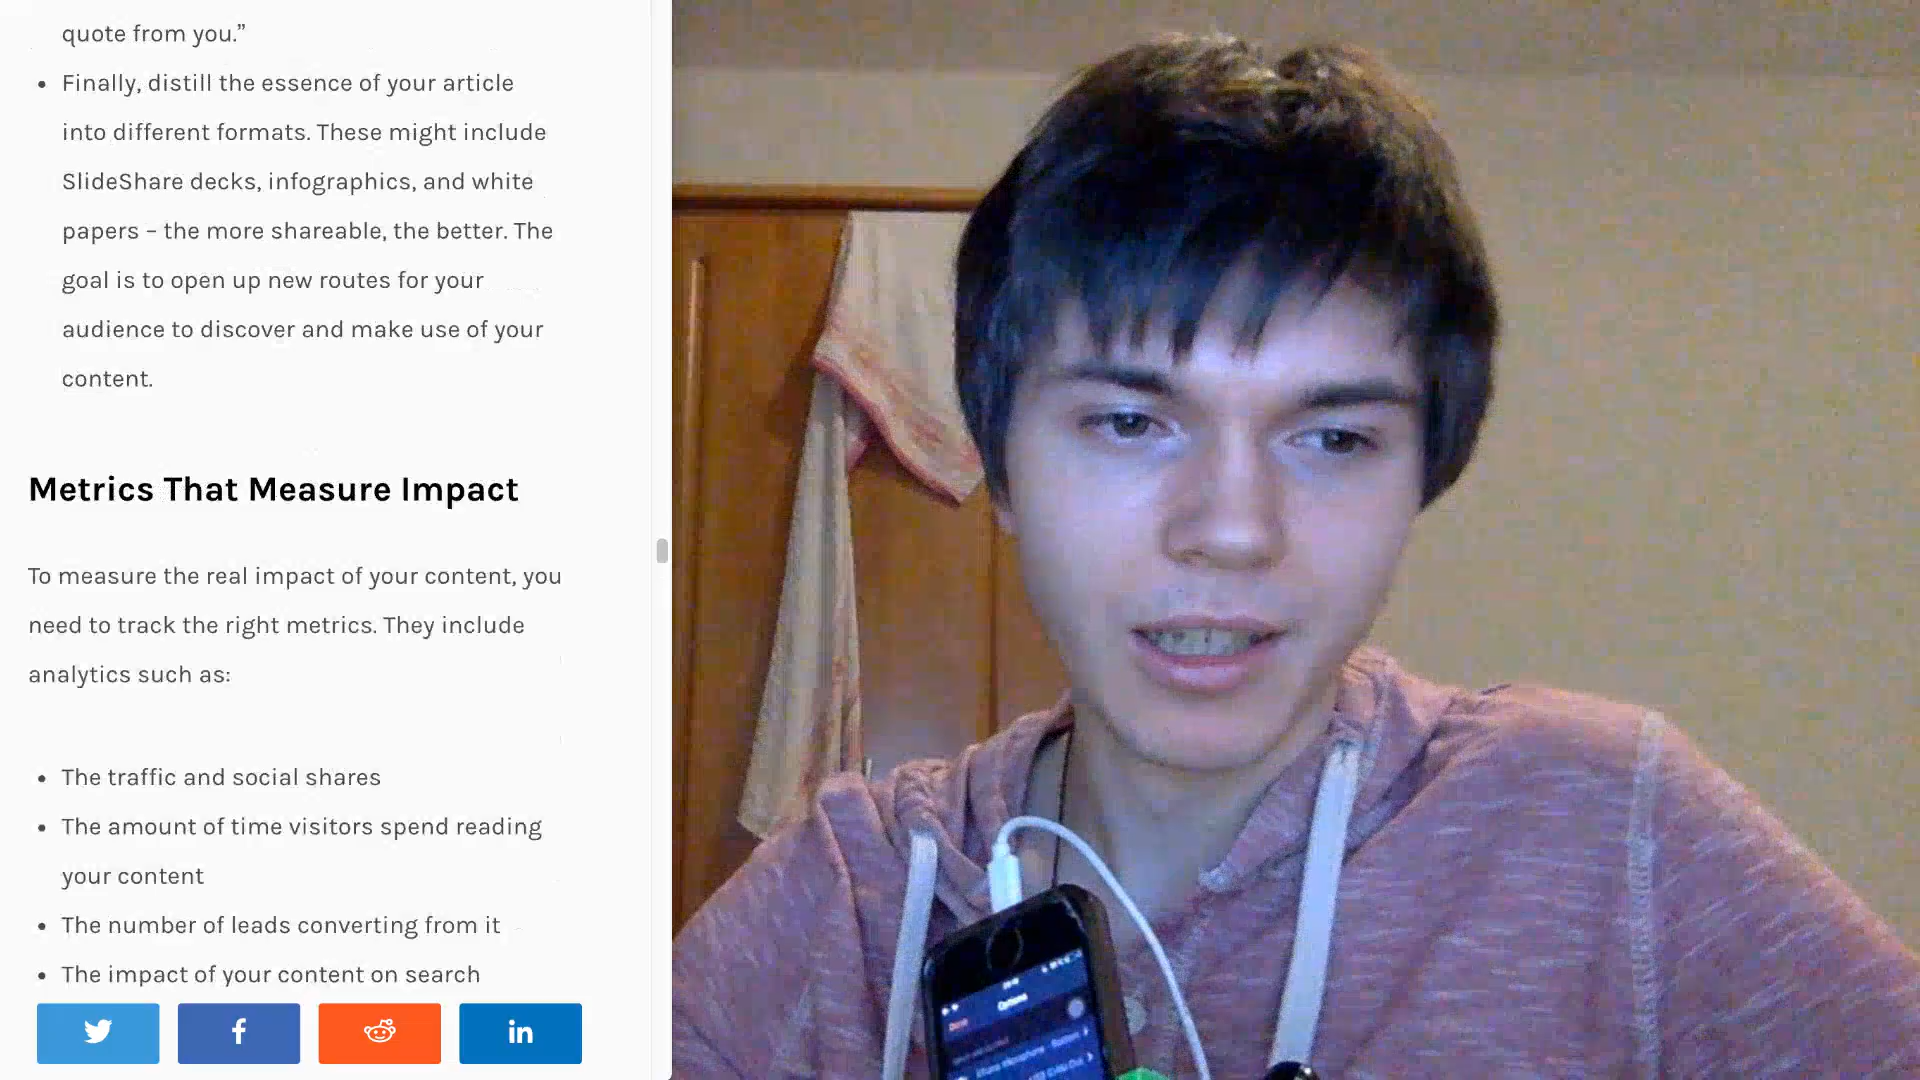 quote from you.”
• Finally, distill the essence of your article
into different formats. These might include
SlideShare decks, infographics, and white
papers – the more shareable, the better. The
goal is to open up new routes for your
audience to discover and make use of your
content.
Metrics That Measure Impact
To measure the real impact of your content, you
need to track the right metrics. They include
analytics such as:
• The traffic and social shares
• The amount of time visitors spend reading
your content
• The number of leads converting from it
• The impact of your content on search